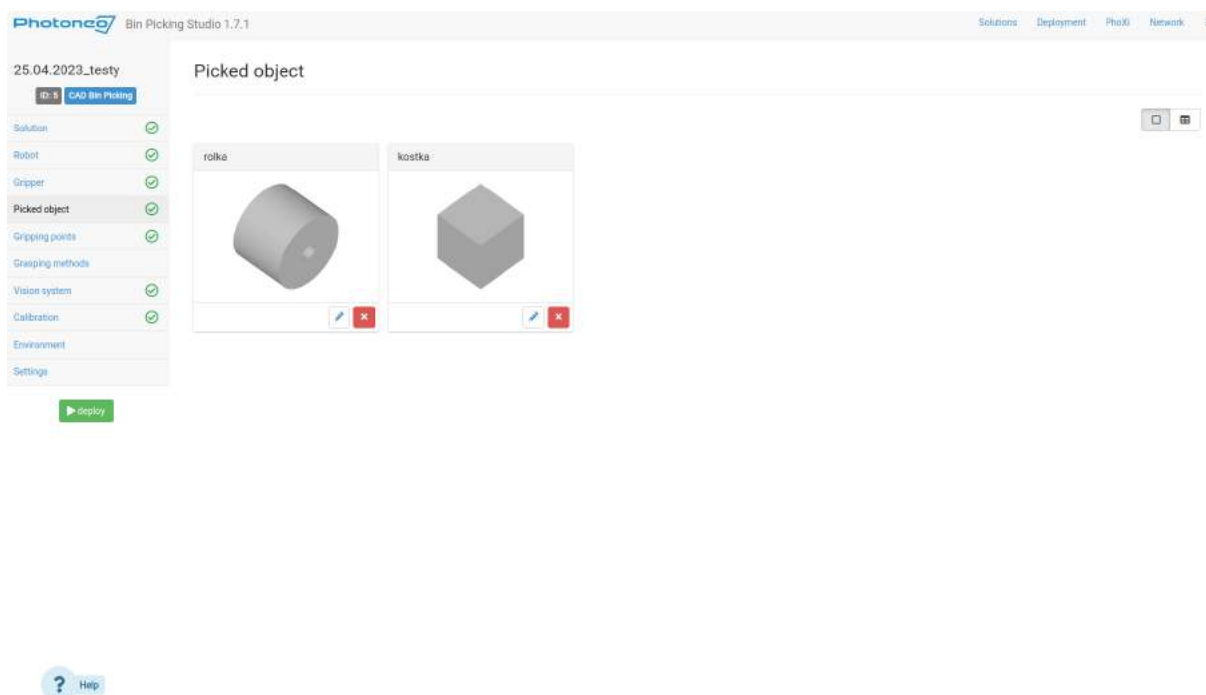 Photoneo Bin Picking Studio 1.7.1
Solutions Deployment PhoXi Network
25.04.2023_testy
ID: 5 CAD Bin Picking
Solution
Robot
Gripper
Picked object
Gripping points
Grasping methods
Vision system
Calibration
Environment
Settings
deploy
Picked object
rolka
kostka
? Help